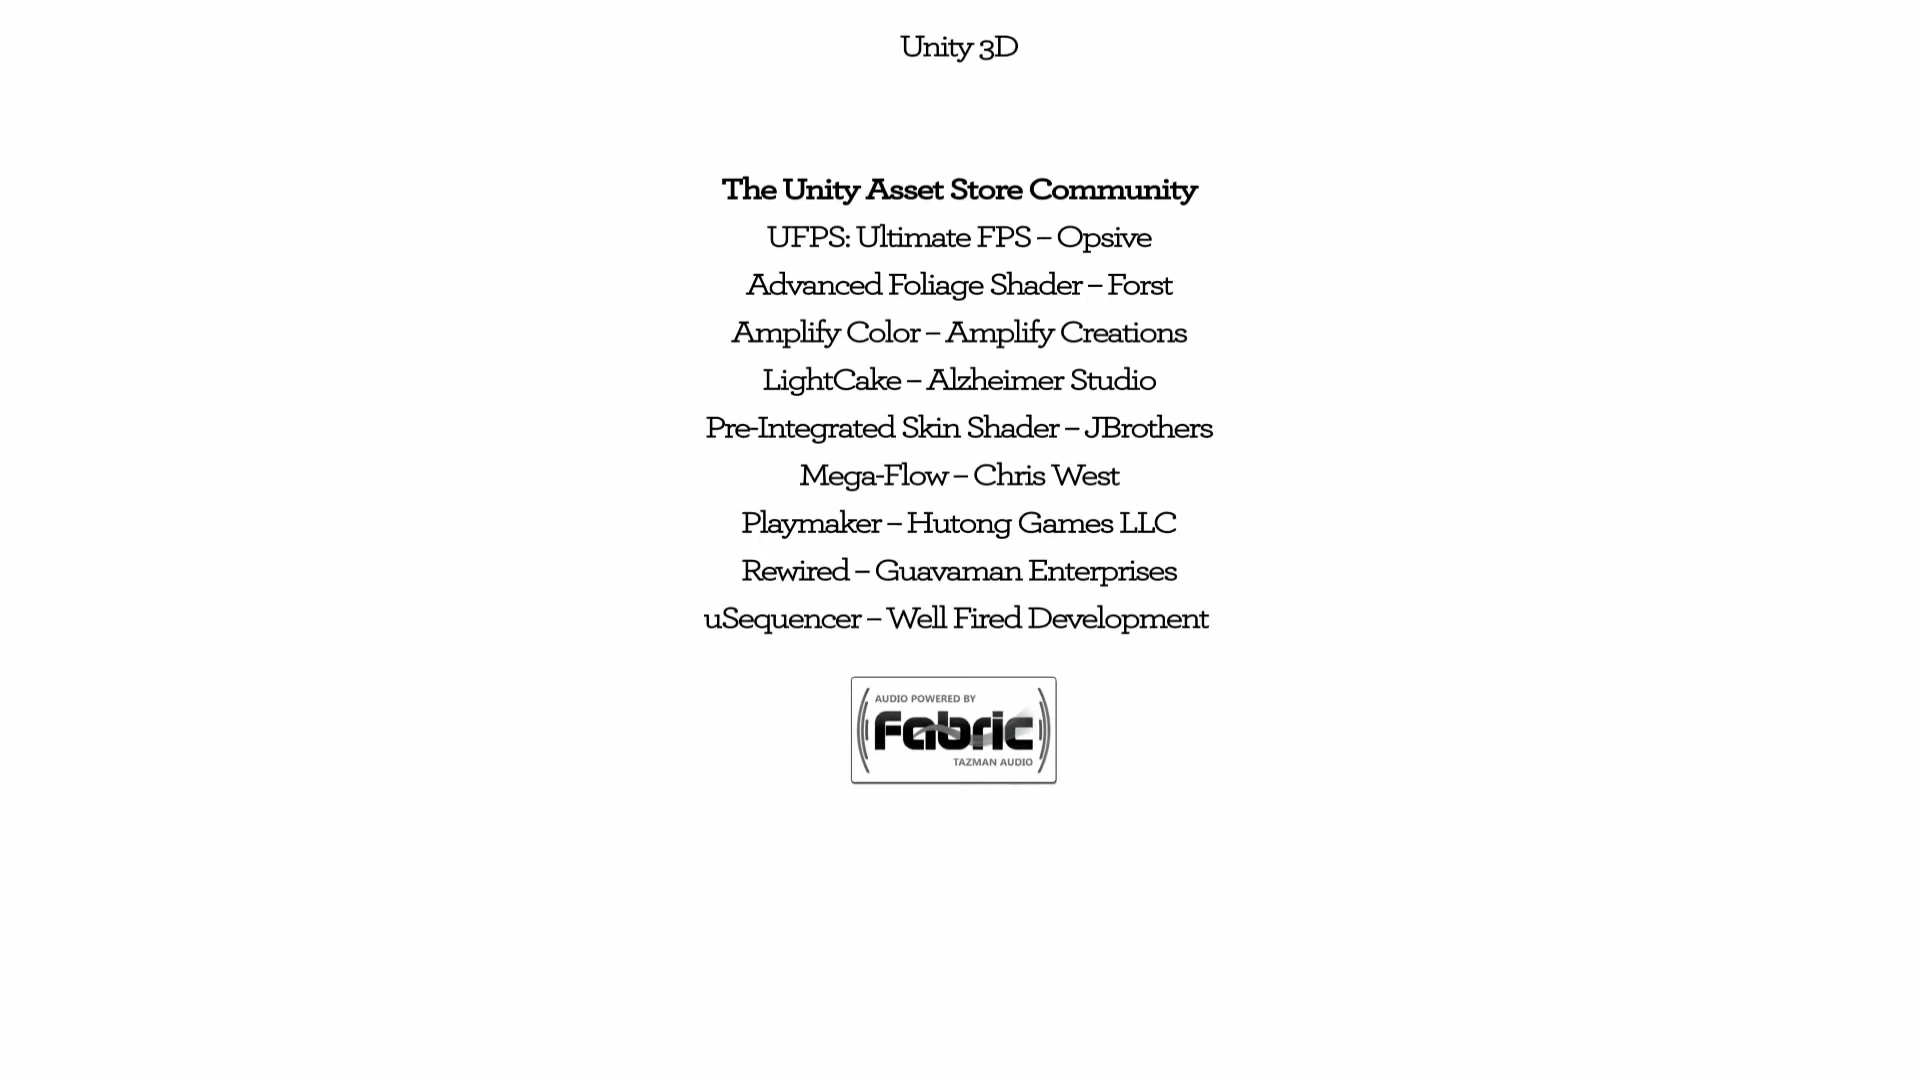 Unity 3D
The Unity Asset Store Community
UFPS: Ultimate FPS – Opsive
Advanced Foliage Shader – Forst
Amplify Color – Amplify Creations
LightCake – Alzheimer Studio
Pre-Integrated Skin Shader – JBrothers
Mega-Flow – Chris West
Playmaker – Hutong Games LLC
Rewired – Guavaman Enterprises
uSequencer – Well Fired Development
AUDIO POWERED BY
Fabric
TAZMAN AUDIO